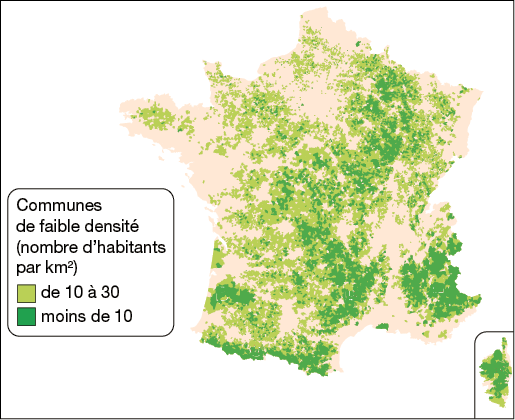 Communes
de faible densité
(nombre d'habitants
par km²)
de 10 à 30
moins de 10